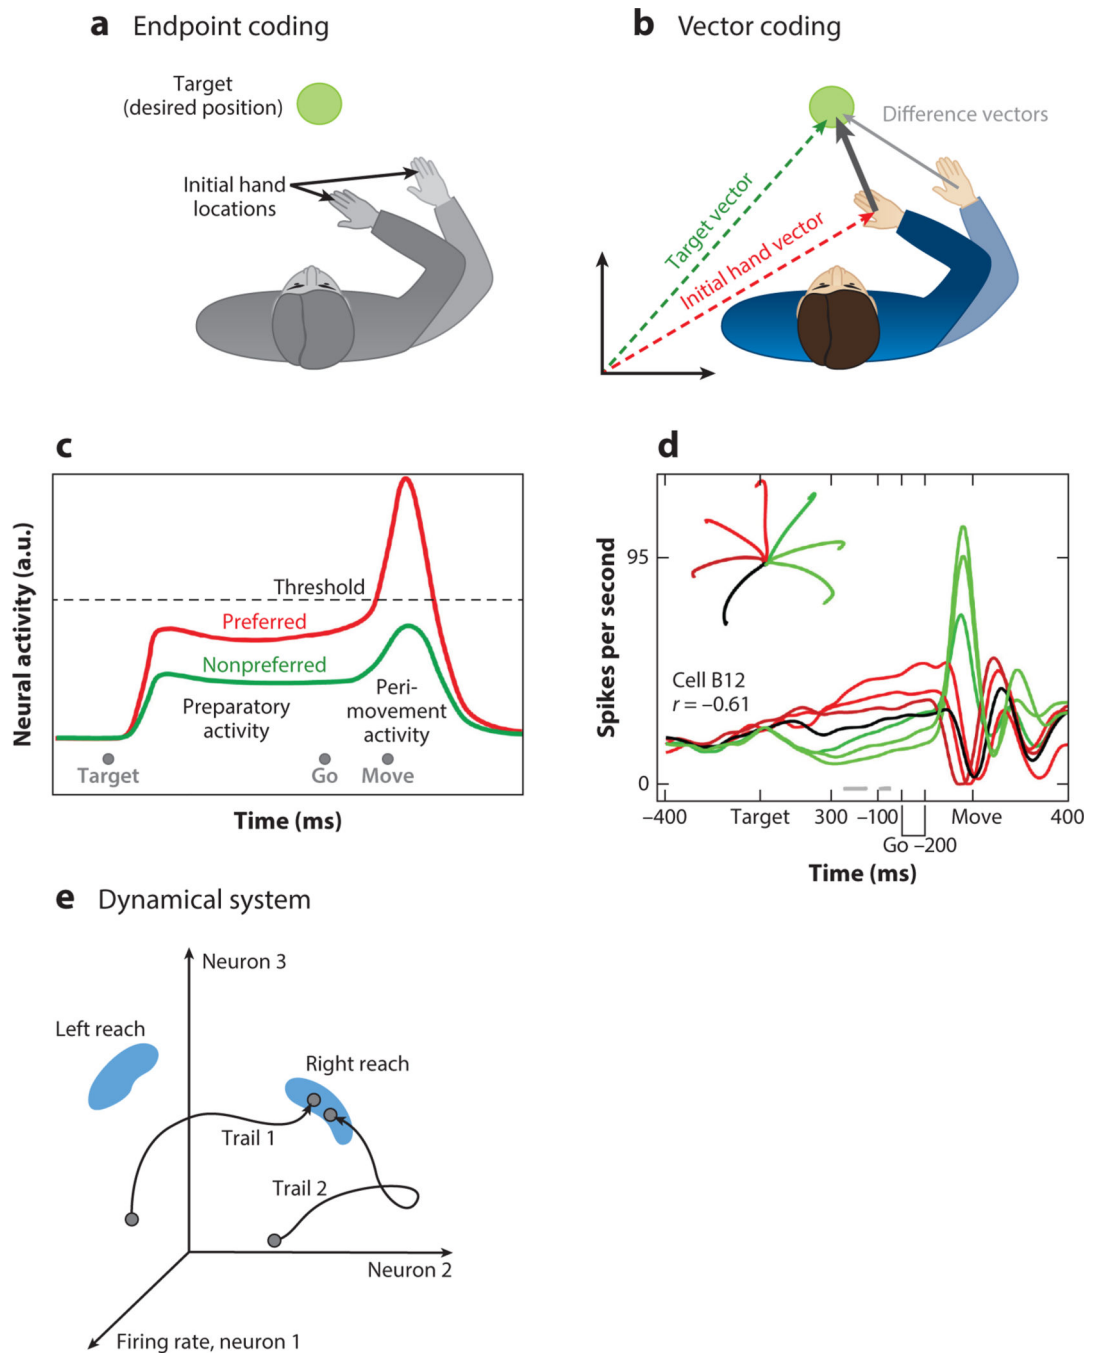 a Endpoint coding
Target
(desired position)
Initial hand
locations
b Vector coding
Difference vectors
Target vector
Initial hand vector
c
Neural activity (a.u.)
Threshold
Preferred
Nonpreferred
Preparatory
activity
Peri-
movement
activity
Target
Go
Move
Time (ms)
d
Spikes per second
95
0
Cell B12
r = –0.61
–400 Target 300 –100 Move 400
Go –200
Time (ms)
e Dynamical system
Neuron 3
Left reach
Right reach
Trail 1
Trail 2
Neuron 2
Firing rate, neuron 1